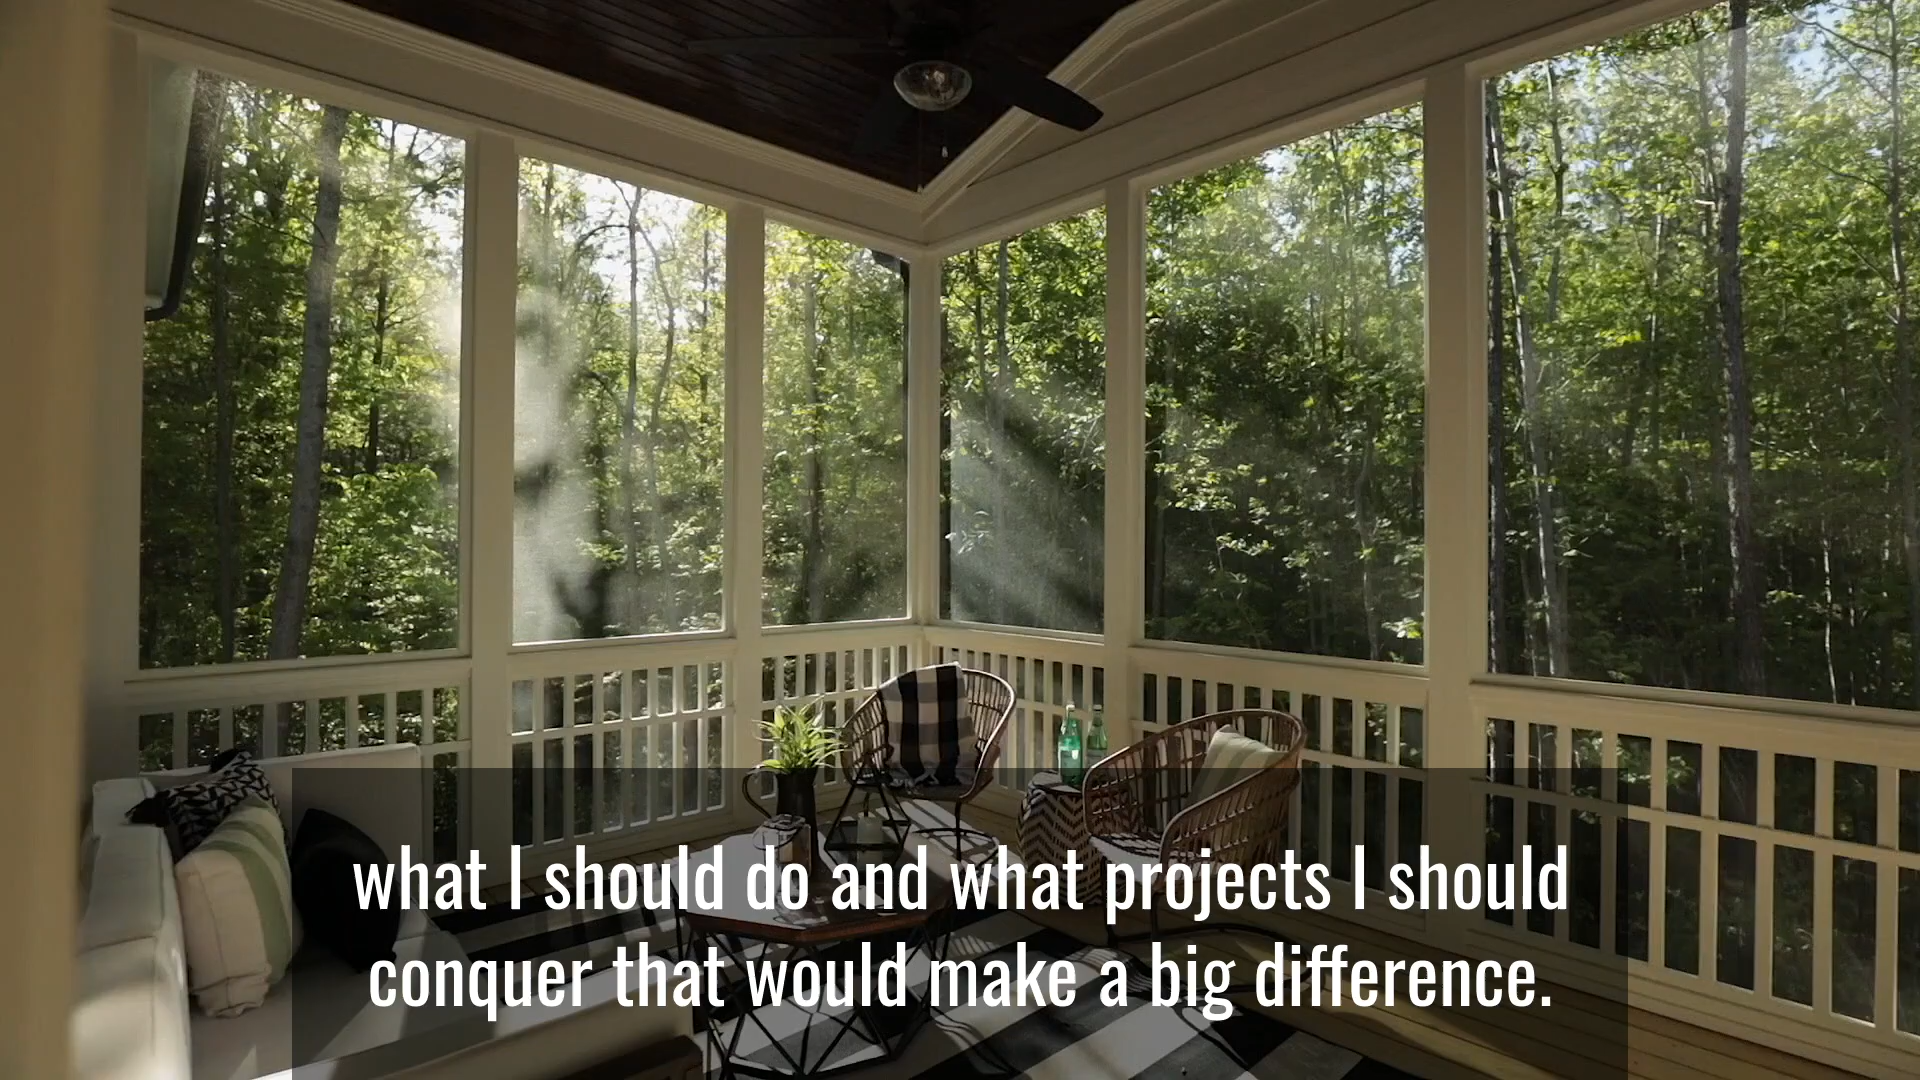 what I should do and what projects I should
conquer that would make a big difference.